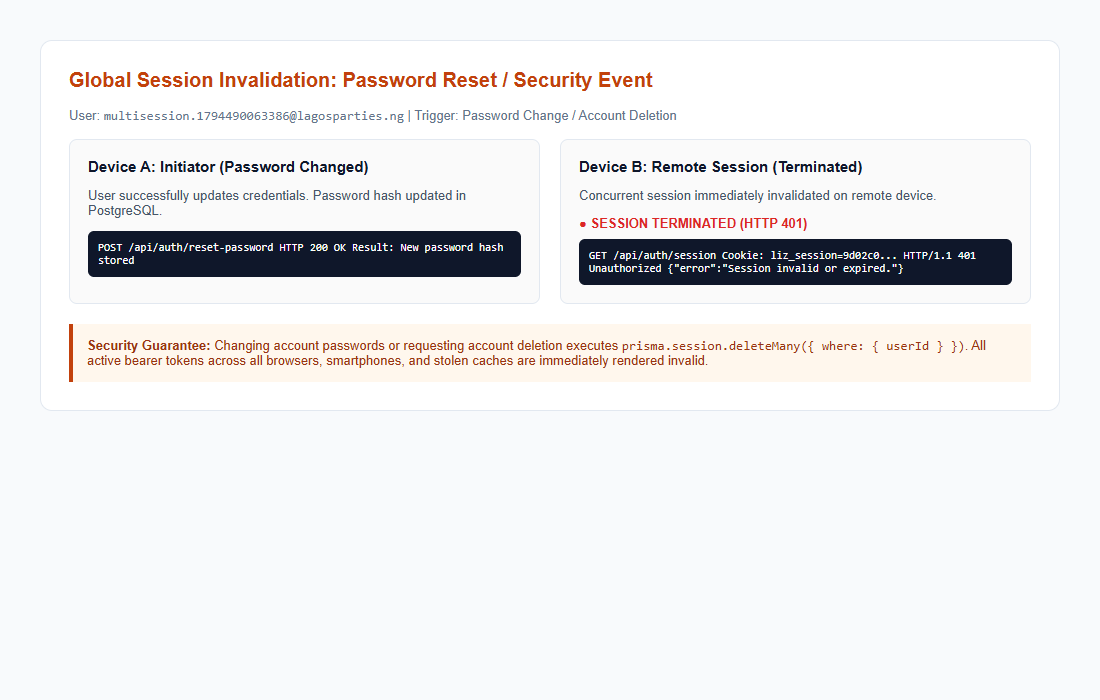 Global Session Invalidation: Password Reset / Security Event
User: multisession.1794490063386@lagosparties.ng | Trigger: Password Change / Account Deletion
Device A: Initiator (Password Changed)
User successfully updates credentials. Password hash updated in
PostgreSQL.
POST /api/auth/reset-password HTTP 200 OK Result: New password hash
stored
Device B: Remote Session (Terminated)
Concurrent session immediately invalidated on remote device.
● SESSION TERMINATED (HTTP 401)
GET /api/auth/session Cookie: liz_session=9d02c0... HTTP/1.1 401
Unauthorized {"error":"Session invalid or expired."}
Security Guarantee: Changing account passwords or requesting account deletion executes prisma.session.deleteMany({ where: { userId } }). All
active bearer tokens across all browsers, smartphones, and stolen caches are immediately rendered invalid.